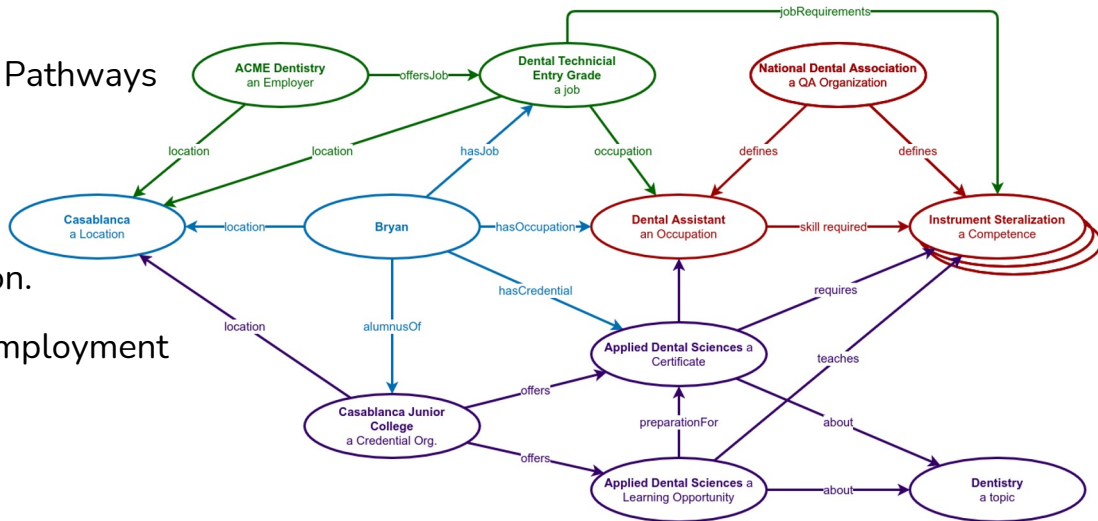 jobRequirements
Pathways
ACME Dentistry
an Employer
offersJob
Dental Technicial
Entry Grade
a job
National Dental Association
a QA Organization
location
location
hasJob
occupation
defines
defines
Casablanca
a Location
location
Bryan
hasOccupation
Dental Assistant
an Occupation
skill required
Instrument Steralization
a Competence
on.
hasCredential
requires
location
alumnusOf
mployment
Applied Dental Sciences a
Certificate
teaches
offers
Casablanca Junior
College
a Credential Org.
preparationFor
about
offers
Applied Dental Sciences a
Learning Opportunity
about
Dentistry
a topic